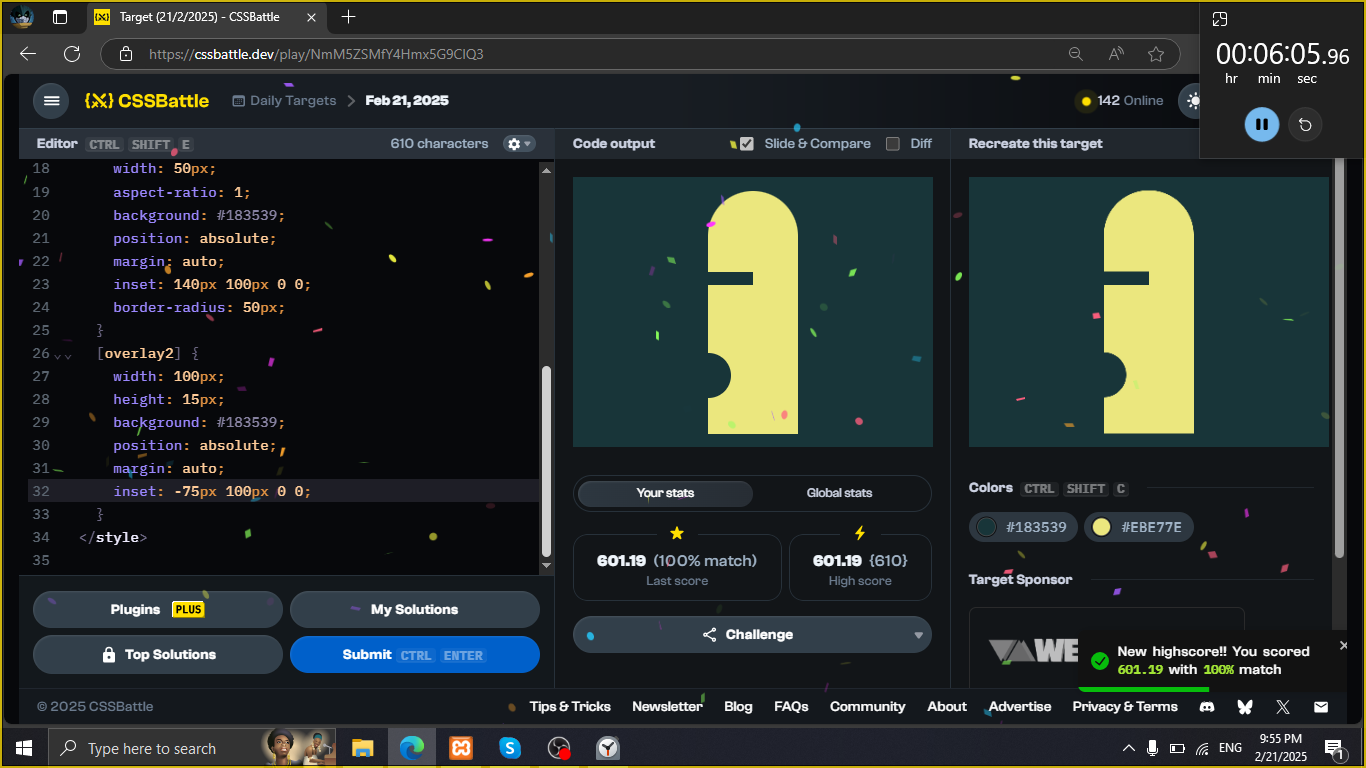 Target (21/2/2025) - CSSBattle
https://cssbattle.dev/play/NmM5ZSMfY4Hmx5G9ClQ3
00:06:05.96
hr min sec
{X} CSSBattle
Daily Targets > Feb 21, 2025
142 Online
Editor CTRL SHIFT E
610 characters
Code output
Slide & Compare
Diff
Recreate this target
18 width: 50px;
19 aspect-ratio: 1;
20 background: #183539;
21 position: absolute;
22 margin: auto;
23 inset: 140px 100px 0 0;
24 border-radius: 50px;
25 }
26 [overlay2] {
27 width: 100px;
28 height: 15px;
29 background: #183539;
30 position: absolute;
31 margin: auto;
32 inset: -75px 100px 0 0;
33 }
34 </style>
35
Your stats
Global stats
601.19 (100% match)
Last score
601.19 {610}
High score
Challenge
Colors CTRL SHIFT C
#183539
#EBE77E
Target Sponsor
WE
New highscore!! You scored
601.19 with 100% match
Plugins PLUS
My Solutions
Top Solutions
Submit CTRL ENTER
© 2025 CSSBattle
Tips & Tricks
Newsletter
Blog
FAQs
Community
About
Advertise
Privacy & Terms
Type here to search
ENG
9:55 PM
2/21/2025
1